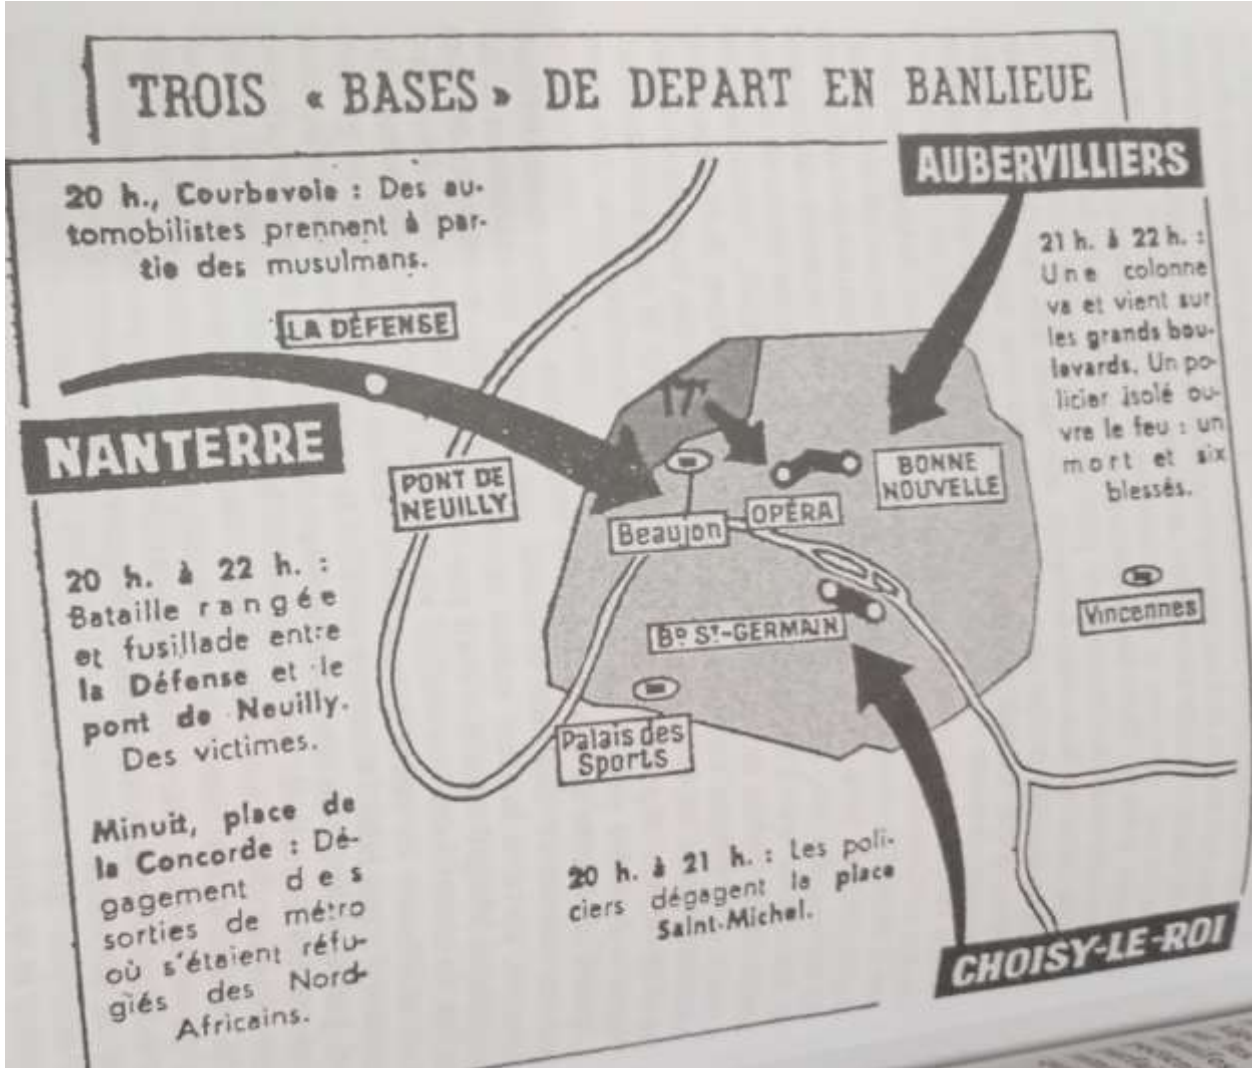 TROIS « BASES » DE DEPART EN BANLIEUE
AUBERVILLIERS
20 h., Courbevoie : Des au-
tomobilistes prennent à par-
tie des musulmans.
21 h. à 22 h. :
Une colonne
va et vient sur
les grands bou-
levards. Un po-
licier isolé ou-
vre le feu : un
mort et six
blessés.
LA DÉFENSE
17e
NANTERRE
PONT DE
NEUILLY
BONNE
NOUVELLE
OPÉRA
Beaujon
20 h. à 22 h. :
Bataille rangée
et fusillade entre
la Défense et le
pont de Neuilly.
Des victimes.
Vincennes
Bd ST-GERMAIN
Palais des
Sports
Minuit, place de
la Concorde : Dé-
gagement des
sorties de métro
où s'étaient réfu-
giés des Nord-
Africains.
20 h. à 21 h. : Les poli-
ciers dégagent la place
Saint-Michel.
CHOISY-LE-ROI